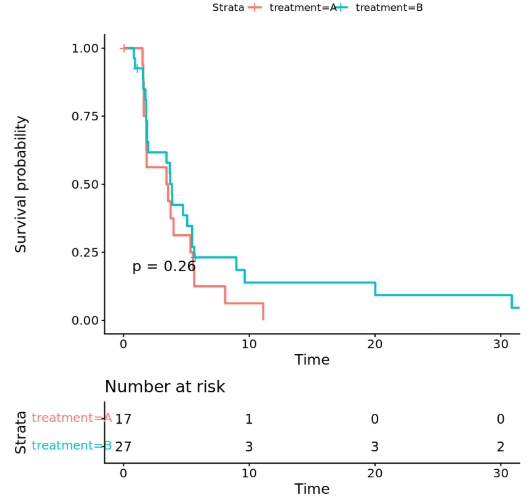 Strata treatment=A treatment=B
1.00
0.75
0.50
0.25
0.00
Survival probability
p = 0.26
0 10 20 30
Time
Number at risk
Strata
treatment=A 17 1 0 0
treatment=B 27 3 3 2
0 10 20 30
Time